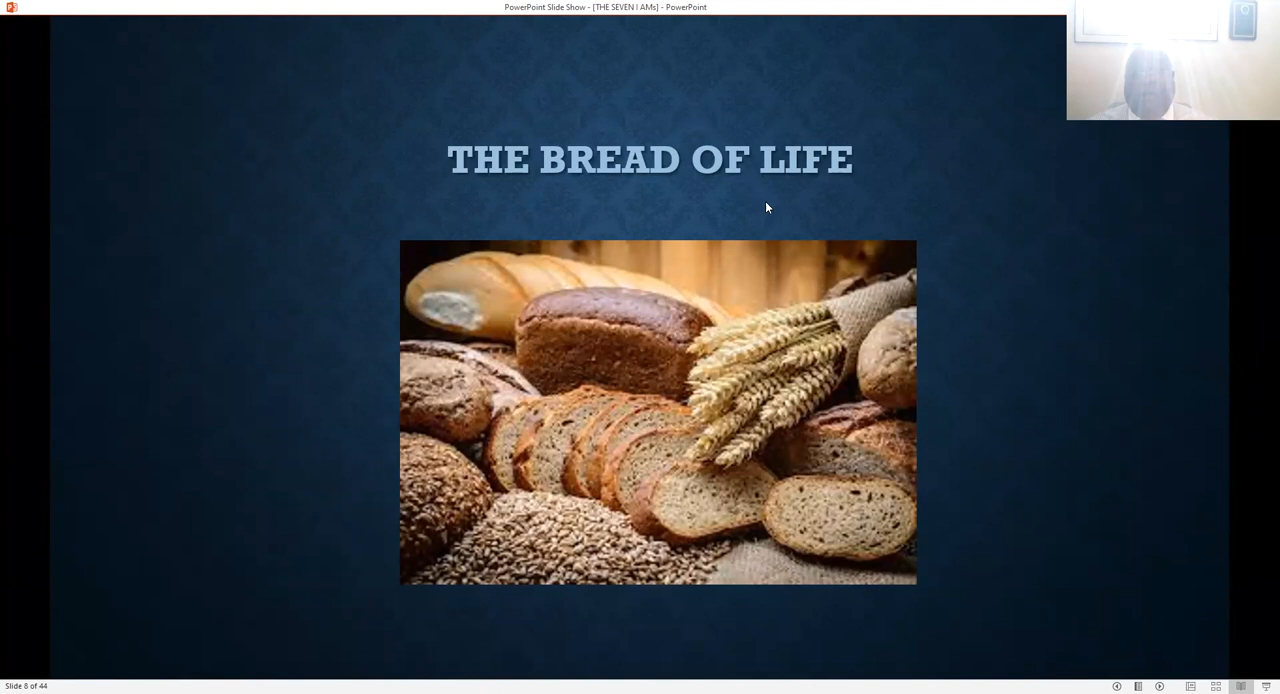 PowerPoint Slide Show - [THE SEVEN I AMs] - PowerPoint
THE BREAD OF LIFE
Slide 8 of 44